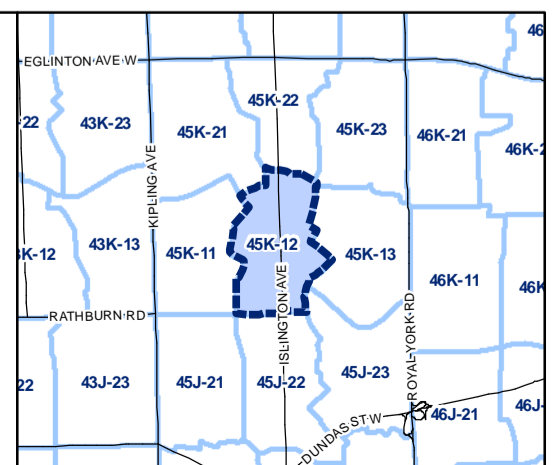 46
EGLINTON AVE W
45K-22
22
43K-23
45K-21
45K-23
46K-21
46K-2
KIPLING AVE
3K-12
43K-13
45K-11
45K-12
45K-13
46K-11
46K
ISLINGTON AVE
ROYAL YORK RD
RATHBURN RD
22
43J-23
45J-21
45J-22
45J-23
46J-21
46J-
DUNDAS ST W